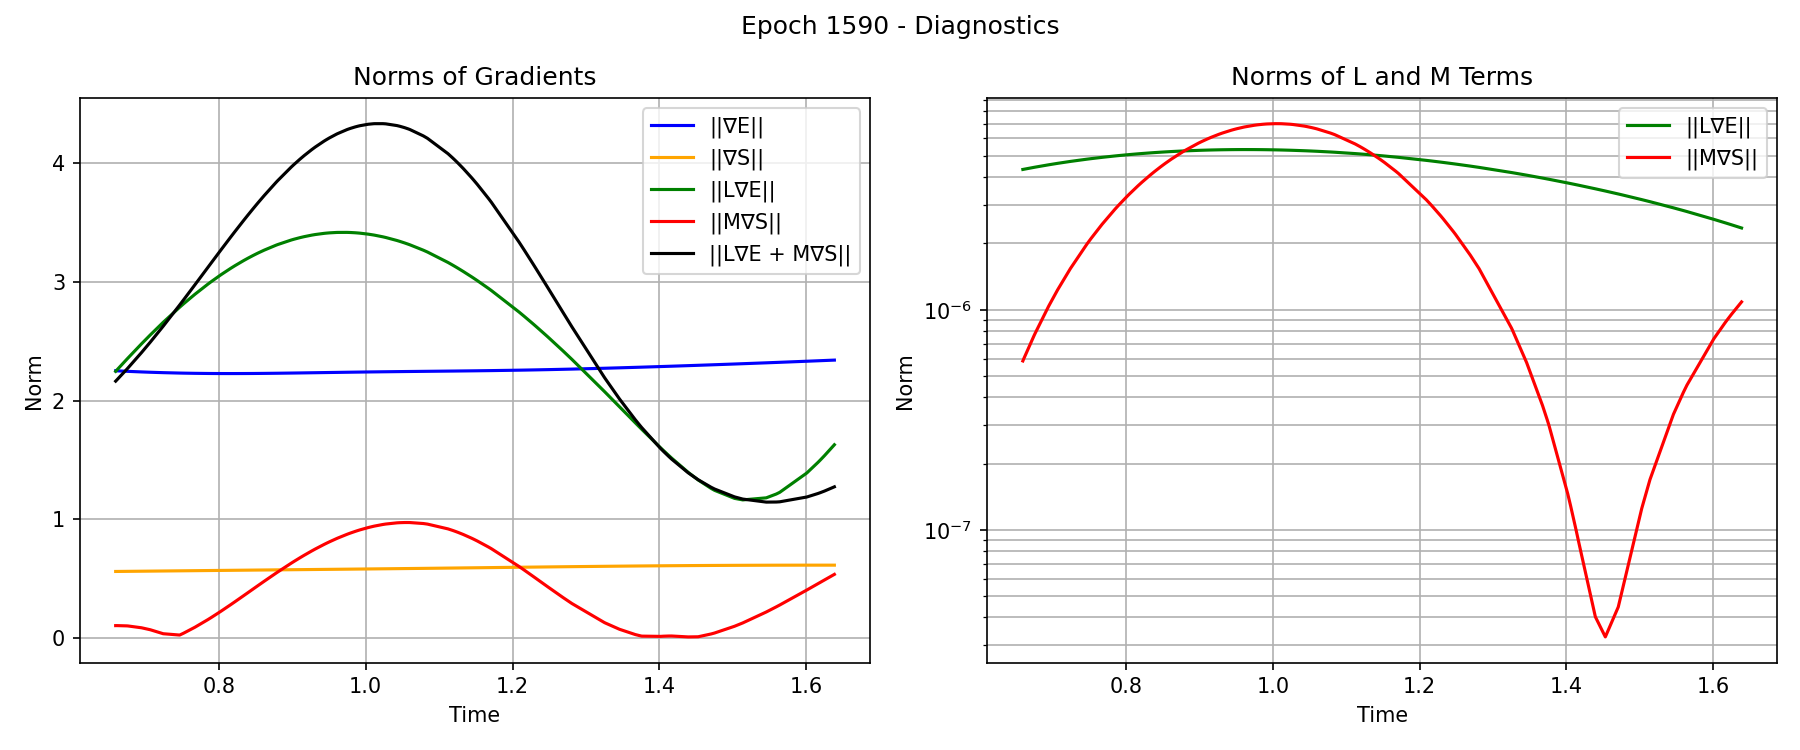 Epoch 1590 - Diagnostics
Norms of Gradients
Norm
4
3
2
1
0
0.8 1.0 1.2 1.4 1.6
Time
||∇E||
||∇S||
||L∇E||
||M∇S||
||L∇E + M∇S||
Norms of L and M Terms
Norm
10⁻⁶
10⁻⁷
0.8 1.0 1.2 1.4 1.6
Time
||L∇E||
||M∇S||